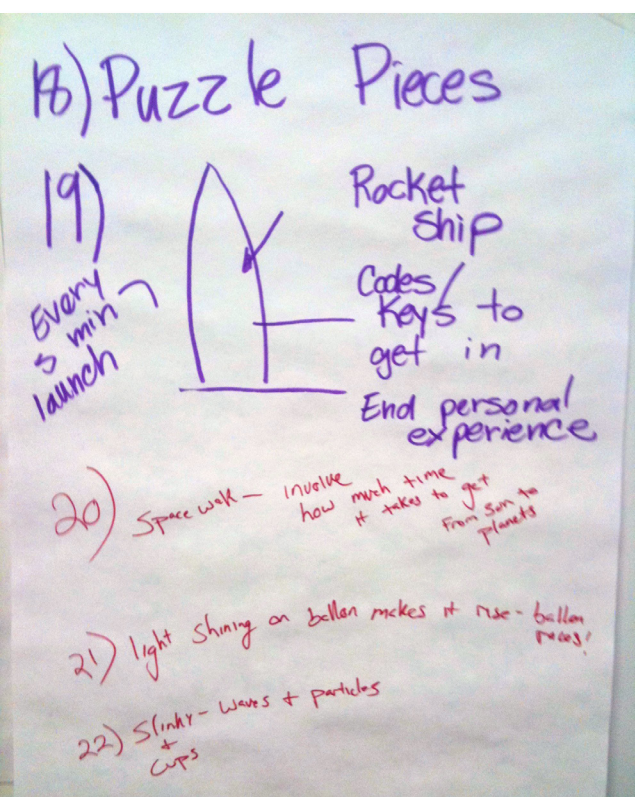 18) Puzzle Pieces
19)
Rocket
ship
Codes/
Keys to
get in
End personal
experience
Every
5 min
launch
20) Space walk - involve
how much time
it takes to get
from sun to
planets
21) light shining on ballon makes it rise - ballon
races!
22) Slinky - waves + particles
+
cups